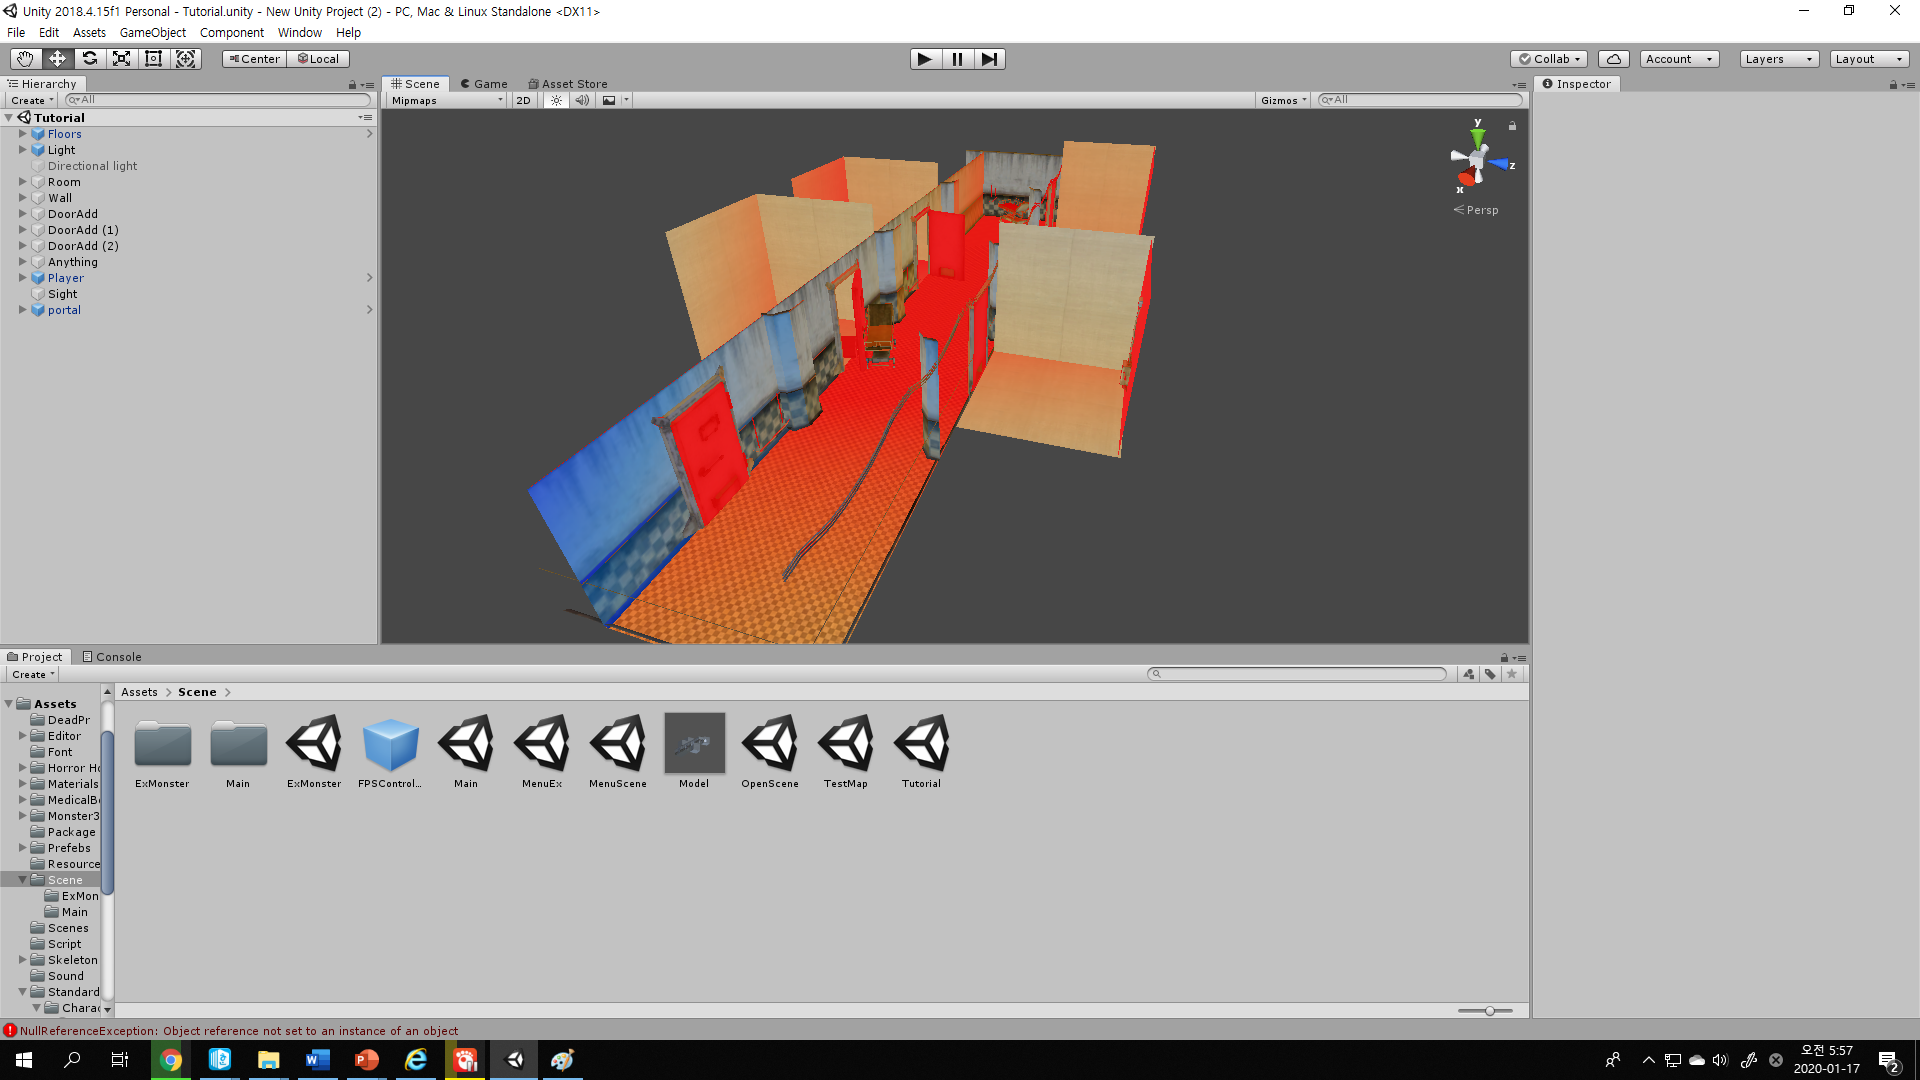 Unity 2018.4.15f1 Personal - Tutorial.unity - New Unity Project (2) - PC, Mac & Linux Standalone <DX11>
File Edit Assets GameObject Component Window Help
Center Local Collab Account Layers Layout
Hierarchy
Create All
Tutorial
Floors
Light
Directional light
Room
Wall
DoorAdd
DoorAdd (1)
DoorAdd (2)
Anything
Player
Sight
portal
Scene Game Asset Store
Mipmaps 2D Gizmos All
y
z
x
Persp
Inspector
Project Console
Create
Assets
DeadPr
Editor
Font
Horror Ho
Materials
MedicalBe
Monster3
Package
Prefebs
Resource
Scene
ExMon
Main
Scenes
Script
Skeleton
Sound
Standard
Charac
Assets > Scene >
ExMonster Main ExMonster FPSControl... Main MenuEx MenuScene Model OpenScene TestMap Tutorial
NullReferenceException: Object reference not set to an instance of an object
오전 5:57
2020-01-17
2